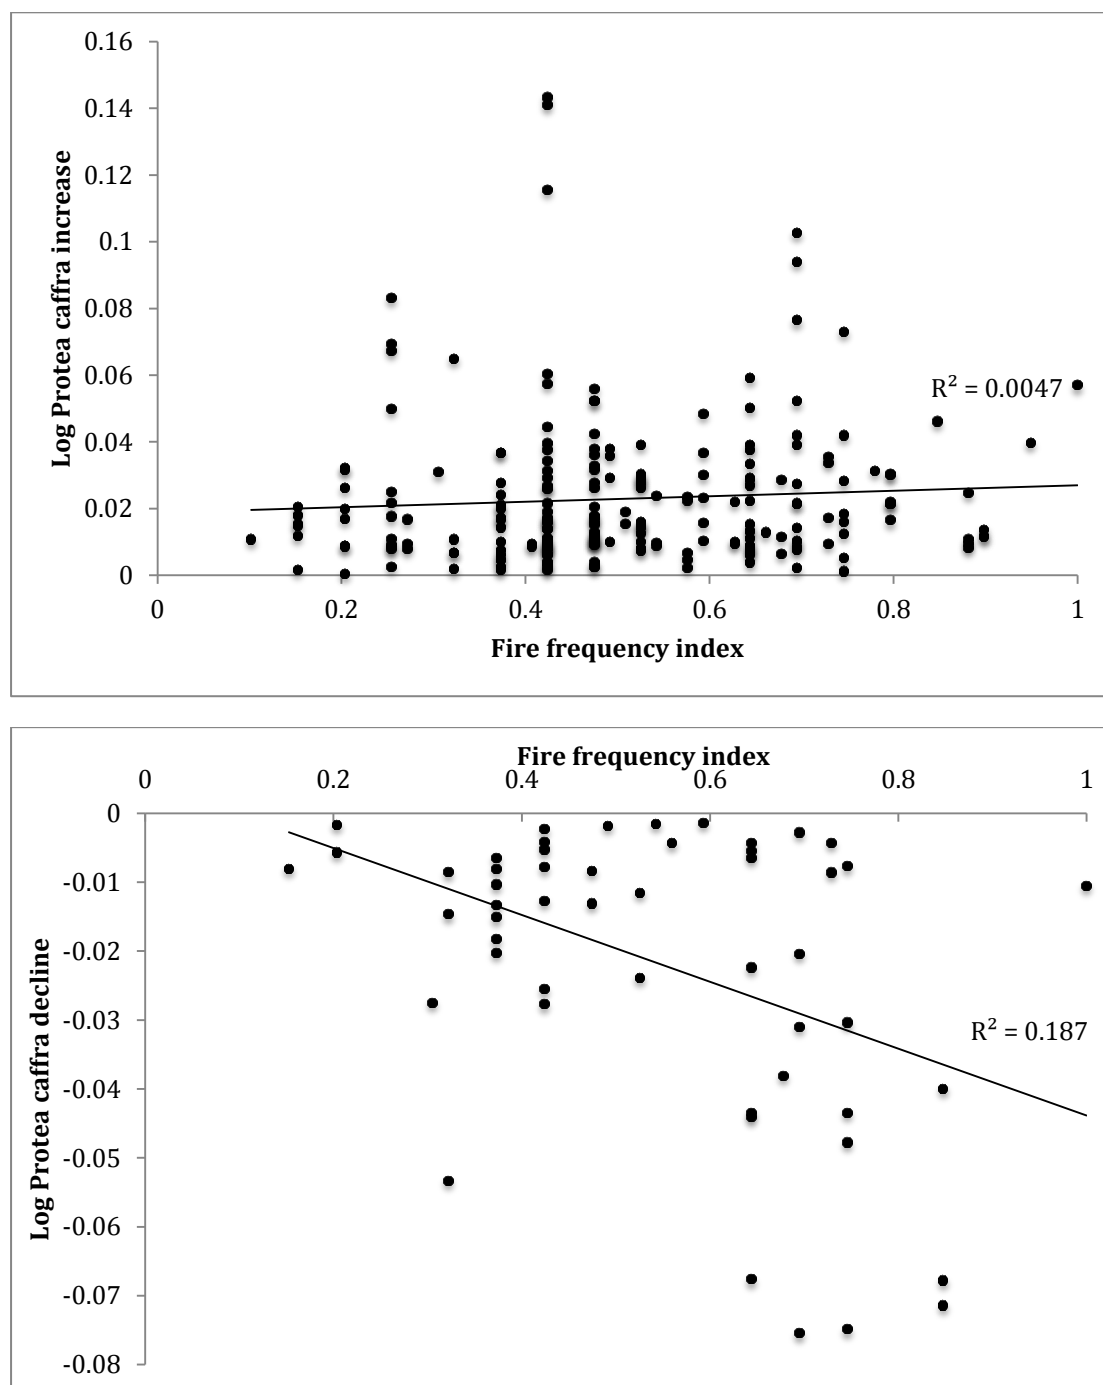 0.16
0.14
0.12
0.1
0.08
0.06
0.04
0.02
0
Log Protea caffra increase
R² = 0.0047
0 0.2 0.4 0.6 0.8 1
Fire frequency index
Fire frequency index
0 0.2 0.4 0.6 0.8 1
0
-0.01
-0.02
-0.03
-0.04
-0.05
-0.06
-0.07
-0.08
Log Protea caffra decline
R² = 0.187